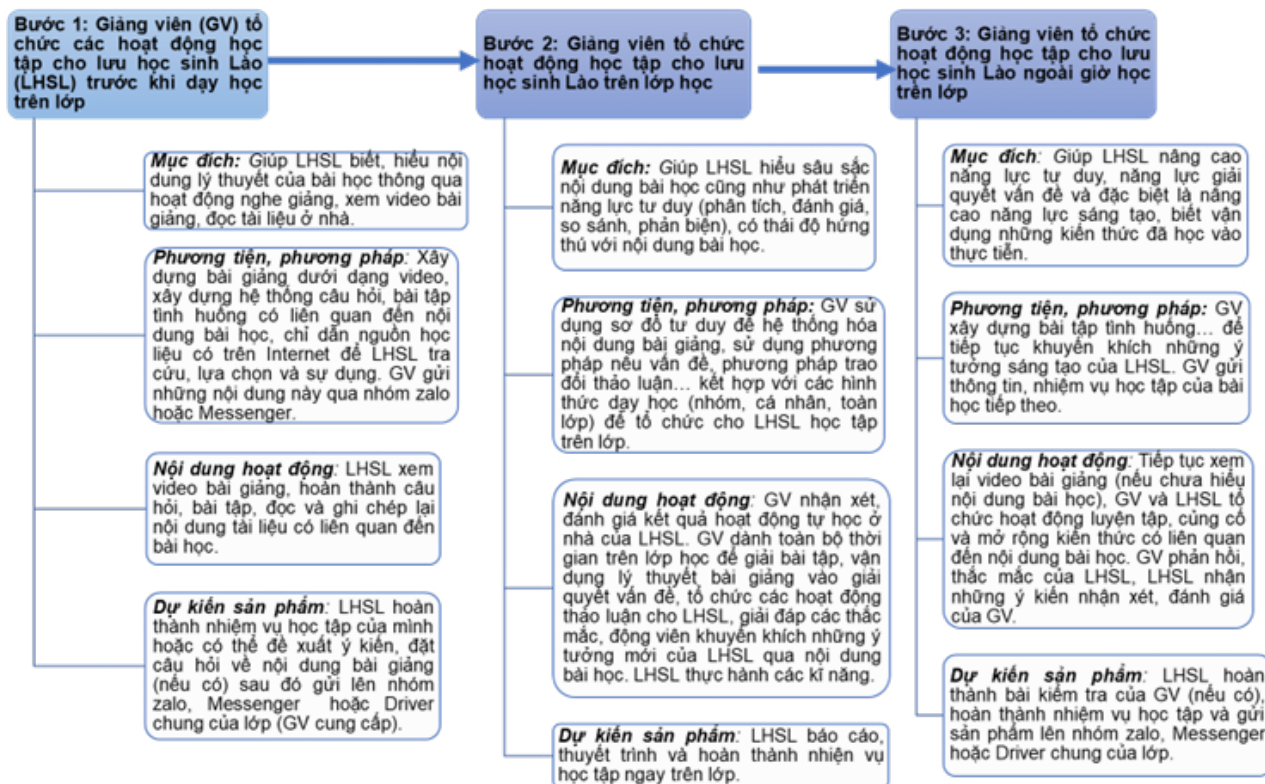 Bước 1: Giảng viên (GV) tổ
chức các hoạt động học
tập cho lưu học sinh Lào
(LHSL) trước khi dạy học
trên lớp
Mục đích: Giúp LHSL biết, hiểu nội
dung lý thuyết của bài học thông qua
hoạt động nghe giảng, xem video bài
giảng, đọc tài liệu ở nhà.
Phương tiện, phương pháp: Xây
dựng bài giảng dưới dạng video,
xây dựng hệ thống câu hỏi, bài tập
tình huống có liên quan đến nội
dung bài học, chỉ dẫn nguồn học
liệu có trên Internet để LHSL tra
cứu, lựa chọn và sự dụng. GV gửi
những nội dung này qua nhóm zalo
hoặc Messenger.
Nội dung hoạt động: LHSL xem
video bài giảng, hoàn thành câu
hỏi, bài tập, đọc và ghi chép lại
nội dung tài liệu có liên quan đến
bài học.
Dự kiến sản phẩm: LHSL hoàn
thành nhiệm vụ học tập của mình
hoặc có thể đề xuất ý kiến, đặt
câu hỏi về nội dung bài giảng
(nếu có) sau đó gửi lên nhóm
zalo, Messenger hoặc Driver
chung của lớp (GV cung cấp).
Bước 2: Giảng viên tổ chức
hoạt động học tập cho lưu
học sinh Lào trên lớp học
Mục đích: Giúp LHSL hiểu sâu sắc
nội dung bài học cũng như phát triển
năng lực tư duy (phân tích, đánh giá,
so sánh, phản biện), có thái độ hứng
thú với nội dung bài học.
Phương tiện, phương pháp: GV sử
dụng sơ đồ tư duy để hệ thống hóa
nội dung bài giảng, sử dụng phương
pháp nêu vấn đề, phương pháp trao
đổi thảo luận… kết hợp với các hình
thức dạy học (nhóm, cá nhân, toàn
lớp) để tổ chức cho LHSL học tập
trên lớp.
Nội dung hoạt động: GV nhận xét,
đánh giá kết quả hoạt động tự học ở
nhà của LHSL. GV dành toàn bộ thời
gian trên lớp học để giải bài tập, vận
dụng lý thuyết bài giảng vào giải
quyết vấn đề, tổ chức các hoạt động
thảo luận cho LHSL, giải đáp các thắc
mắc, động viên khuyến khích những ý
tưởng mới của LHSL qua nội dung
bài học. LHSL thực hành các kĩ năng.
Dự kiến sản phẩm: LHSL báo cáo,
thuyết trình và hoàn thành nhiện vụ
học tập ngay trên lớp.
Bước 3: Giảng viên tổ chức
hoạt động học tập cho lưu
học sinh Lào ngoài giờ học
trên lớp
Mục đích: Giúp LHSL nâng cao
năng lực tư duy, năng lực giải
quyết vấn đề và đặc biệt là nâng
cao năng lực sáng tạo, biết vận
dụng những kiến thức đã học vào
thực tiễn.
Phương tiện, phương pháp: GV
xây dựng bài tập tình huống… để
tiếp tục khuyến khích những ý
tưởng sáng tạo của LHSL. GV gửi
thông tin, nhiệm vụ học tập của bài
học tiếp theo.
Nội dung hoạt động: Tiếp tục xem
lại video bài giảng (nếu chưa hiểu
nội dung bài học), GV và LHSL tổ
chức hoạt động luyện tập, củng cố
và mở rộng kiến thức có liên quan
đến nội dung bài học. GV phản hồi,
thắc mắc của LHSL, LHSL nhận
những ý kiến nhận xét, đánh giá
của GV.
Dự kiến sản phẩm: LHSL hoàn
thành bài kiểm tra của GV (nếu có),
hoàn thành nhiệm vụ học tập và gửi
sản phẩm lên nhóm zalo, Messenger
hoặc Driver chung của lớp.